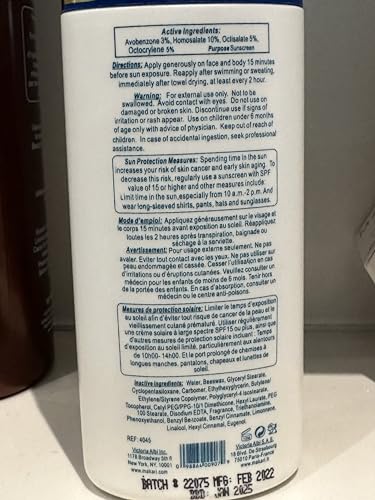 Active Ingredients:
Avobenzone 3%, Homosalate 10%, Octisalate 5%,
Octocrylene 5% Purpose Sunscreen
Directions: Apply generously on face and body 15 minutes
before sun exposure. Reapply after swimming or sweating,
immediately after towel drying, at least every 2 hour.
Warning: For external use only. Not to be
swallowed. Avoid contact with eyes. Do not use on
damaged or broken skin. Discontinue use if signs of
irritation or rash appear. Use on children under 6 months
of age only with advice of physician. Keep out of reach of
children. In case of accidental ingestion, seek professional
assistance.
Sun Protection Measures: Spending time in the sun
increases your risk of skin cancer and early skin aging. To
decrease this risk, regularly use a sunscreen with SPF
value of 15 or higher and other measures include:
Limit time in the sun,especially from 10 a.m.-2 p.m. And
wear long-sleeved shirts, pants, hats and sunglasses.
Mode d'emploi: Appliquez généreusement sur le visage et
le corps 15 minutes avant exposition du soleil. Réappliquez
toutes les 2 heures après transpiration, baignade ou
séchage à la serviette.
Avertissement: Pour usage externe seulement. Ne pas
avaler. Eviter tout contact avec les yeux. Ne pas utiliser sur
peau endommagée et cassée. Cesser l'utilisation en cas
d'irritations ou d'éruptions cutanées. Veuillez consulter un
médecin pour les enfants de moins de 6 mois. Tenir hors
de la portée des enfants. En cas d'absorption, consulter un
médecin ou le centre anti-poisons.
Mesures de protection solaire: Limiter le temps d'exposition
au soleil afin d'éviter tout risque de cancer de la peau et le
vieillissement cutané prématuré. Utiliser une
crème solaire à large spectre SPF15 ou plus, ainsi que
d'autres mesures de protection solaire incluant : Temps
d'exposition au soleil limité, particulièrement aux alentours
de 10h00- 14h00. Et le port prolongé de chemises à
manches longues, pantalons, chapeaux et lunettes de
soleil.
Inactive ingredients: Water, Beeswax, Glyceryl Stearate,
Cyclopentasiloxane, Carbomer, Ethylhexylglycerin, Butylene/
Ethylene/Styrene Copolymer, Polyglyceryl-4 isostearate,
Tocopherol, Cetyl PEG/PPG-10/1 Dimethicone, Hexyl Laurate, PEG
100-Stearate, Disodium EDTA, Fragrance, Triethanolamine,
Phenoxyethanol, Benzyl Benzoate, Benzyl Cinnamate, Limonene,
Linalool, Hexyl Cinnamal, Eugenol.
REF: 4045
Victoria Albi Inc.
1178 Broadway 5th fl
New York, NY, 10001
www.makari.com
Victoria Albi Inc.
18 Blvd. De Strasbourg
75010 Paris-France
www.makari.fr
BATCH # 22075 MFG: FEB 2022
BBD: JAN 2025